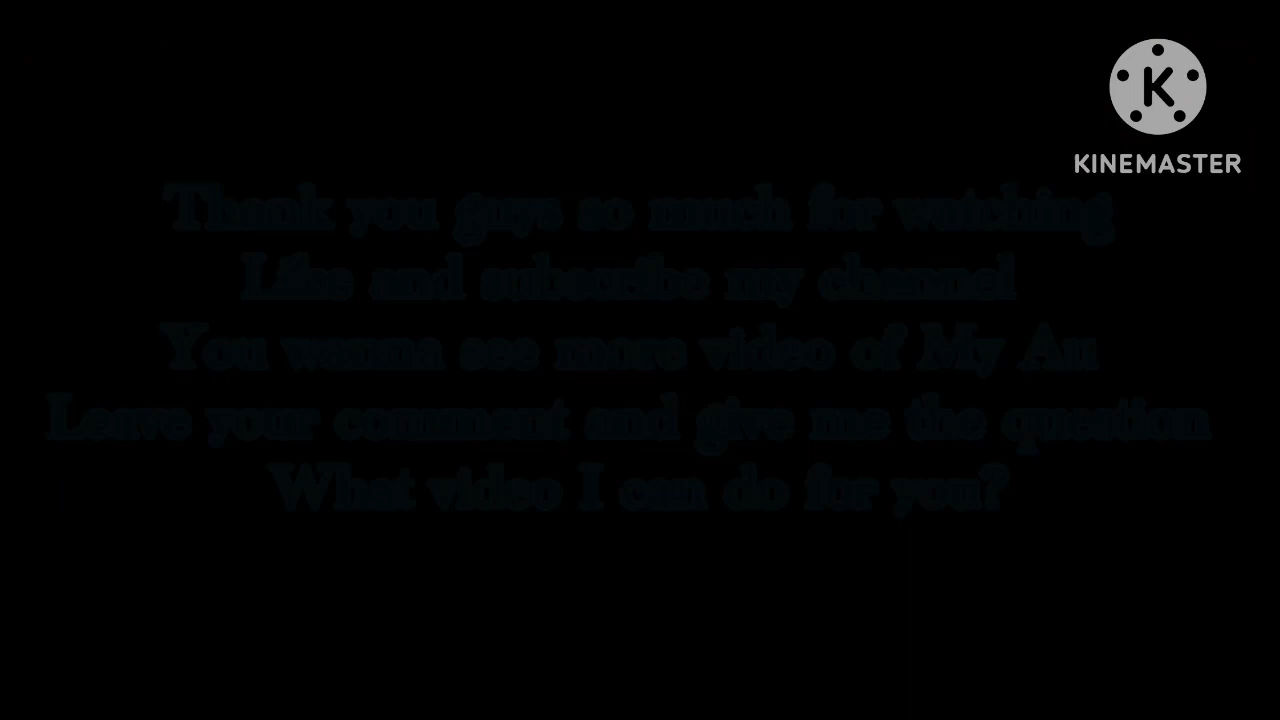 KINEMASTER
Thank you guys so much for watching
Like and subscribe my channel
You wanna see more video of My Au
Leave your comment and give me the question
What video I can do for you?